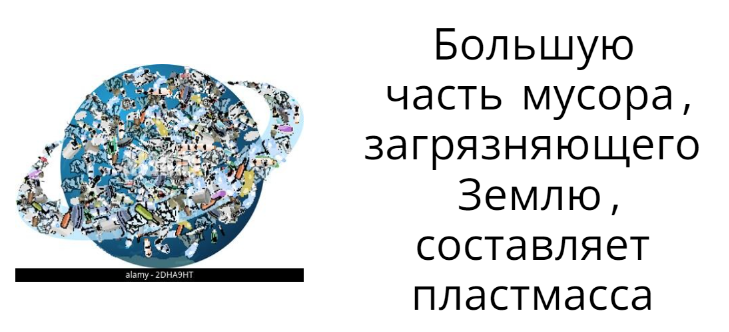 Большую
часть мусора,
загрязняющего
Землю,
составляет
пластмасса
alamy - 2DHA9HT